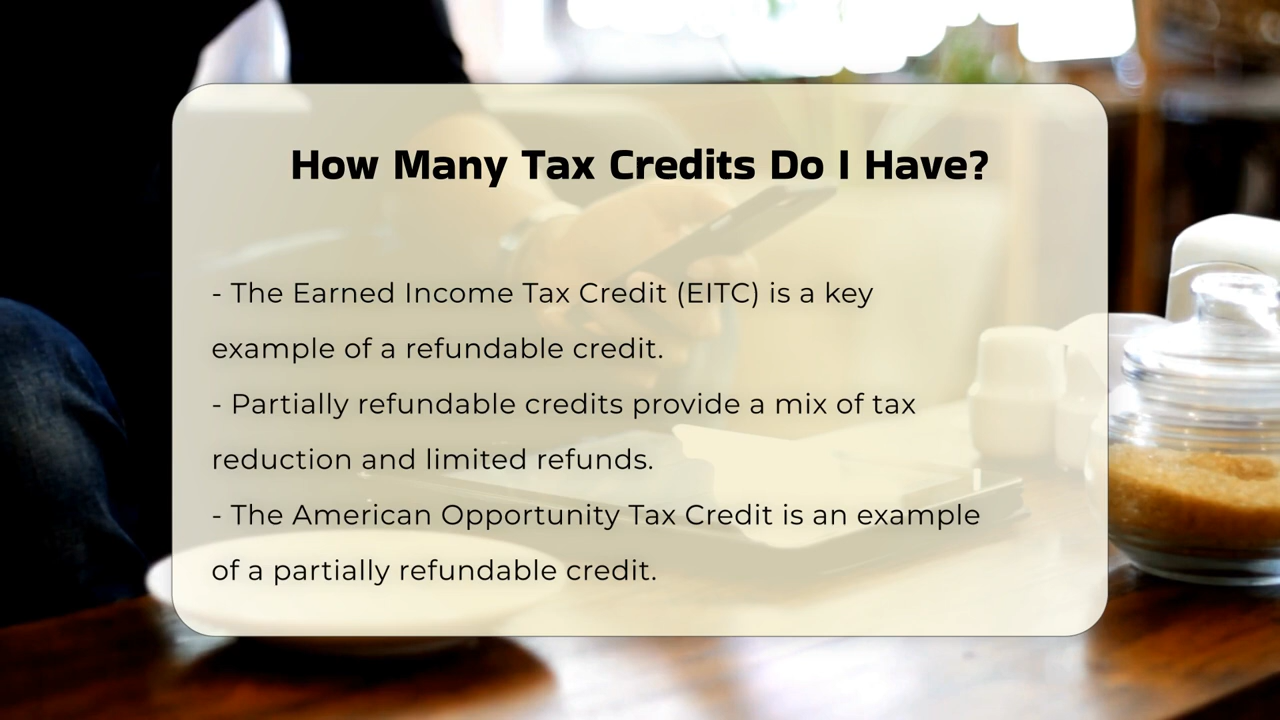 How Many Tax Credits Do I Have?
- The Earned Income Tax Credit (EITC) is a key
example of a refundable credit.
- Partially refundable credits provide a mix of tax
reduction and limited refunds.
- The American Opportunity Tax Credit is an example
of a partially refundable credit.